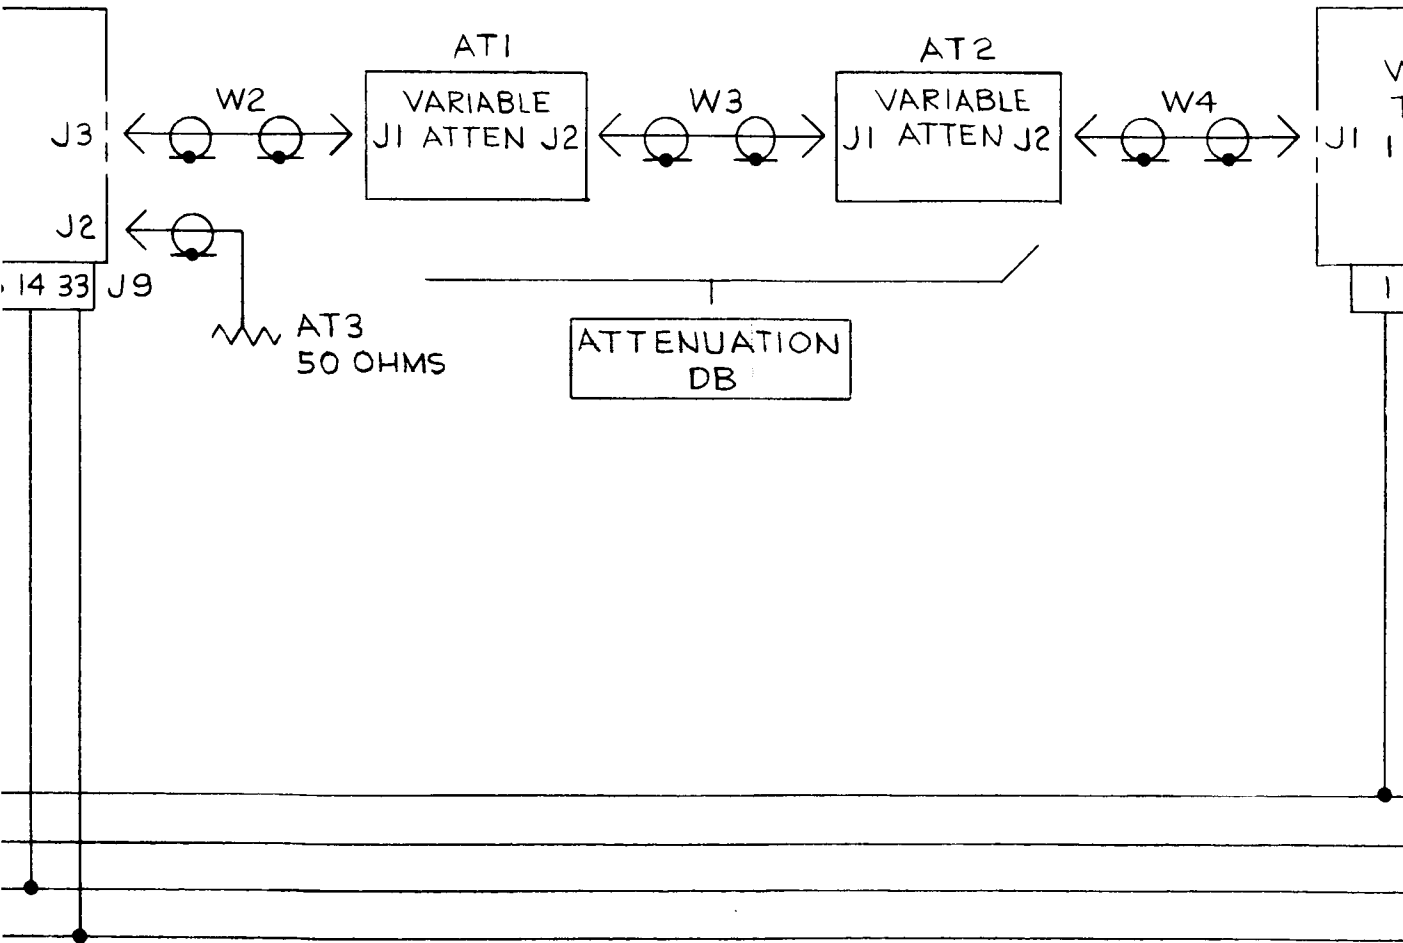 AT1
AT2
W2
W3
W4
VARIABLE
J1 ATTEN J2
VARIABLE
J1 ATTEN J2
J3
J1
J2
14 33
J9
AT3
50 OHMS
ATTENUATION
DB
1